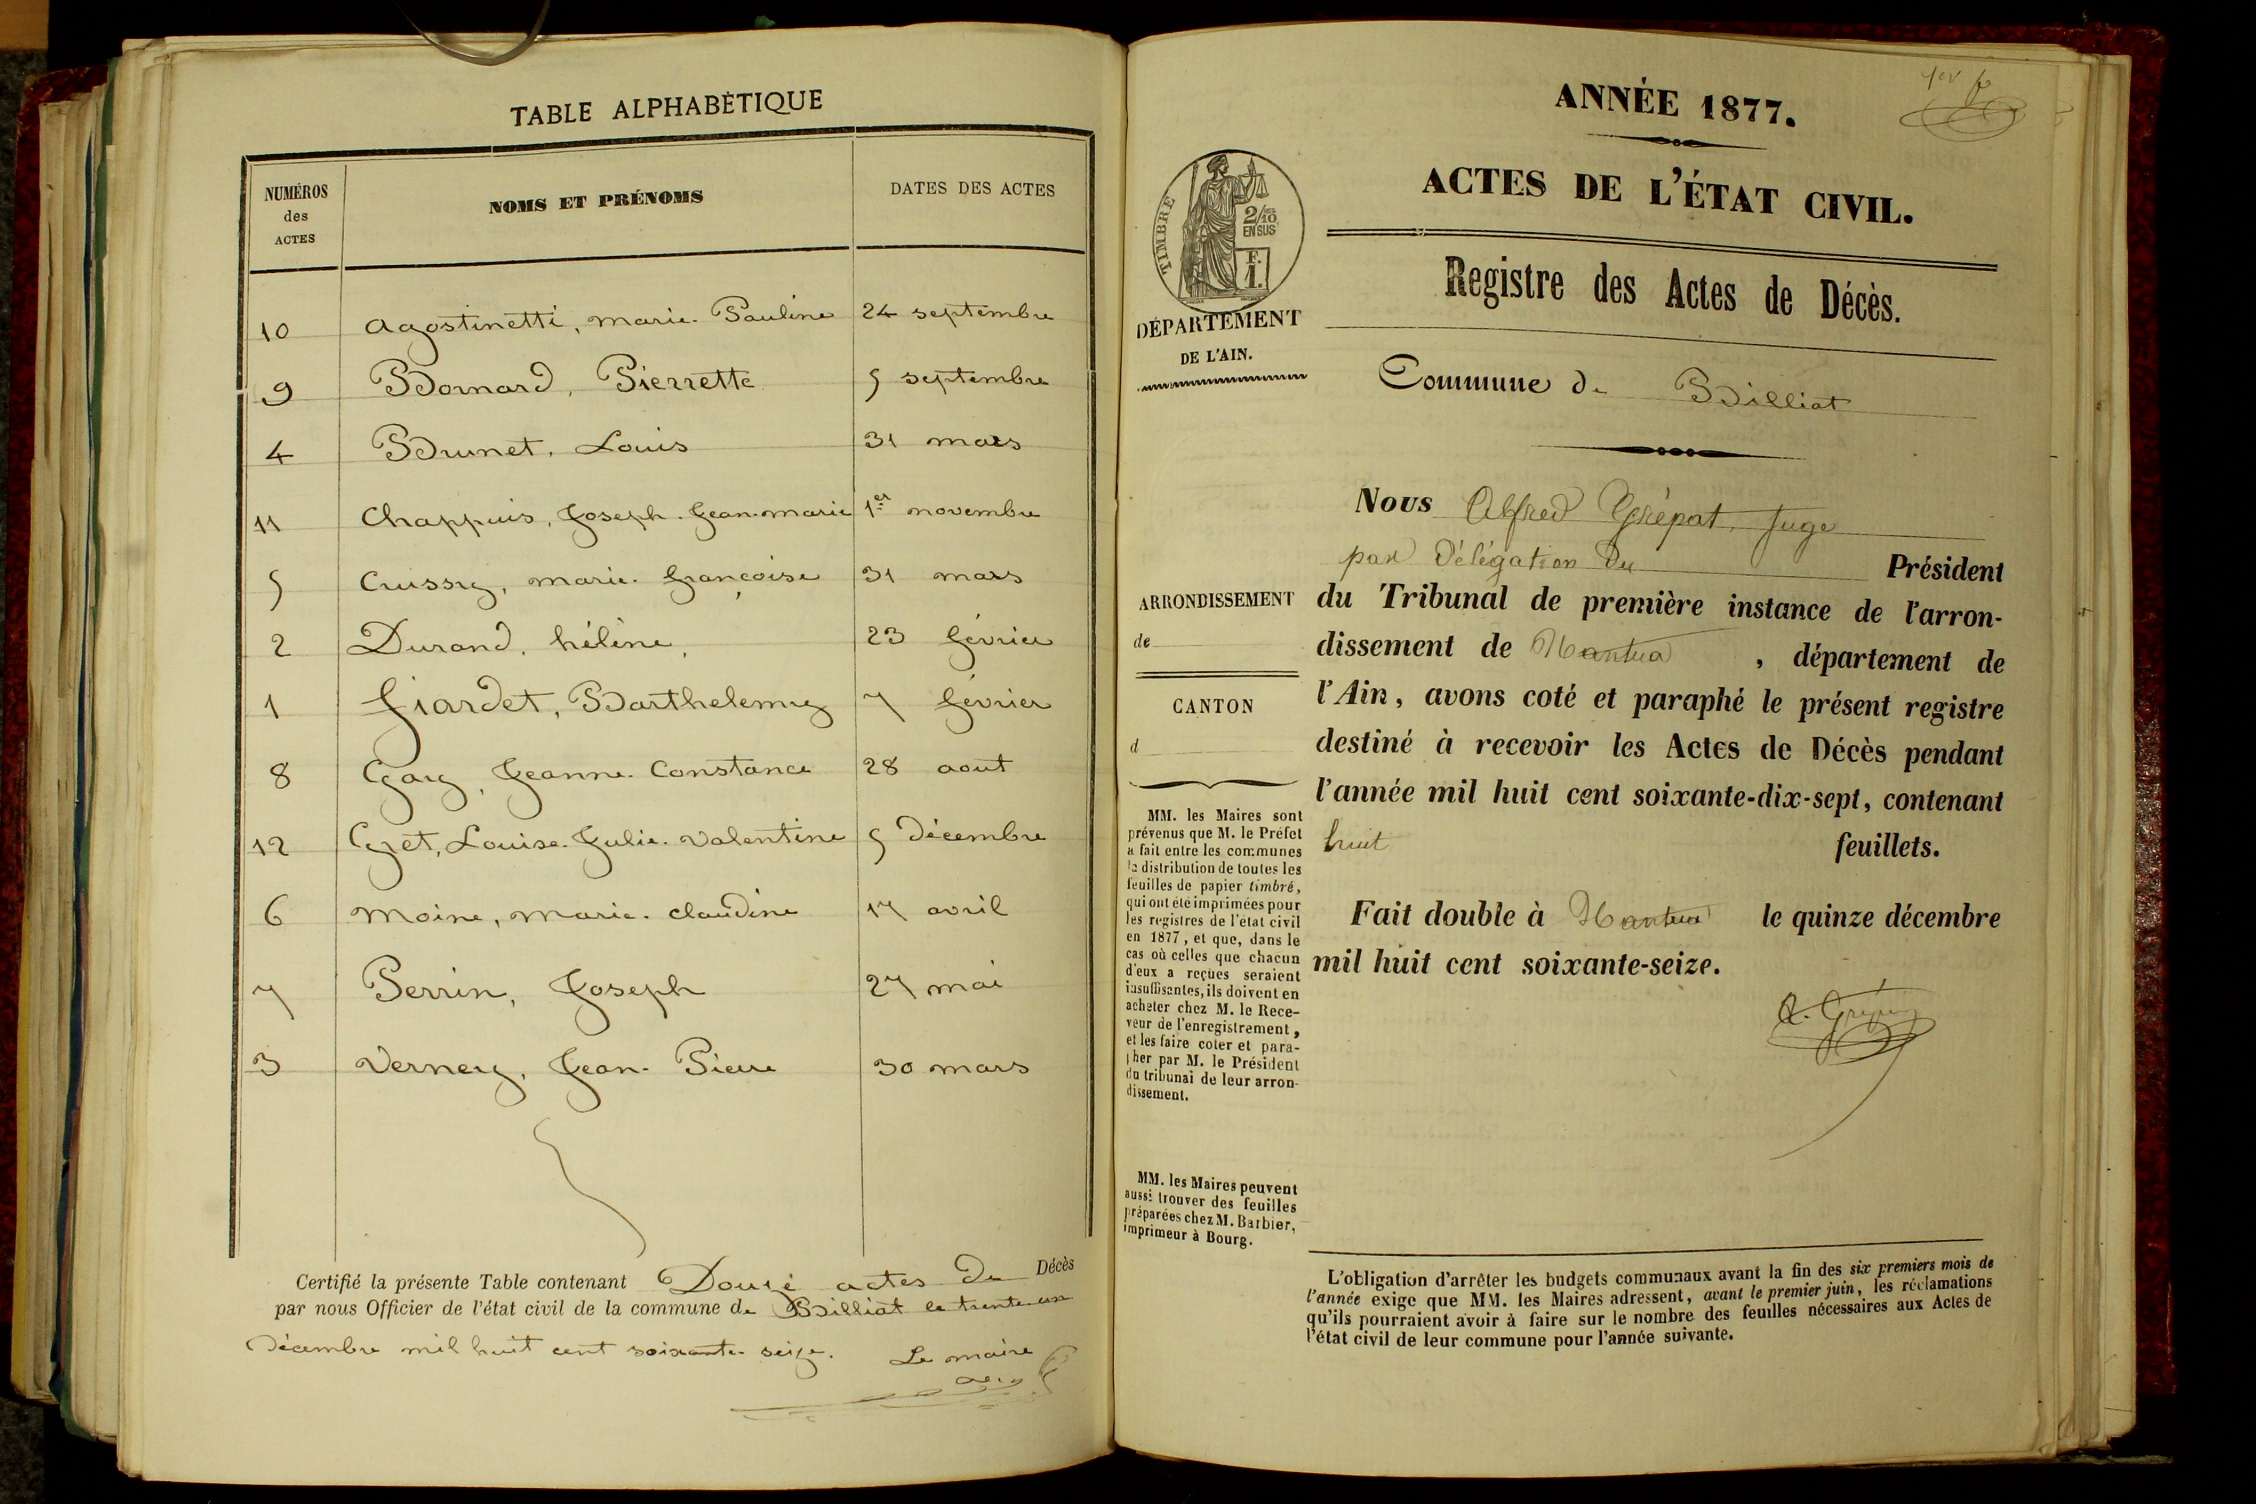 TABLE ALPHABÉTIQUE
NUMÉROS des ACTES
NOMS ET PRÉNOMS
DATES DES ACTES
10 Agostinetti, marie. Pauline 24 septembre
9 Bornard, Pierrette 5 septembre
4 Brunet, Louis 31 mars
11 Chappuis, Joseph. Jean. marie 1er novembre
5 Cussry, marie. françoise 31 mars
2 Durand, hélène, 23 février
1 fiardet, Barthelemy 7 février
8 Gay, Jeanne. Constance 28 aout
12 Gret, Louise. Julie. Valentine 5 Décembre
6 moine, marie. claudine 17 avril
7 Perrin, Joseph 27 mai
3 Verney, Jean. Pierre 30 mars
Certifié la présente Table contenant Douze actes de Décès
par nous Officier de l'état civil de la commune de Billiat le trente un
Décembre mil huit cent soixante seize. Le maire
1er f
ANNÉE 1877.
ACTES DE L'ÉTAT CIVIL.
TIMBRE
2/10
EN SUS
F.
1.
Registre des Actes de Décès.
DÉPARTEMENT
DE L'AIN.
Commune de Billiat
Nous Alfred Grépat, Juge
par Délégation du Président
du Tribunal de première instance de l'arron-
dissement de Mantua, département de
l'Ain, avons coté et paraphé le présent registre
destiné à recevoir les Actes de Décès pendant
l'année mil huit cent soixante-dix-sept, contenant
huit feuillets.
Fait double à Mantua le quinze décembre
mil huit cent soixante-seize.
ARRONDISSEMENT
de
CANTON
d
MM. les Maires sont
prévenus que M. le Préfet
a fait entre les communes
la distribution de toutes les
feuilles de papier timbré,
qui ont été imprimées pour
les registres de l'état civil
en 1877, et que, dans le
cas où celles que chacun
d'eux a reçues seraient
insuffisantes, ils doivent en
acheter chez M. le Rece-
veur de l'enregistrement,
et les faire coter et para-
pher par M. le Président
du tribunal de leur arron-
dissement.
MM. les Maires peuvent
aussi trouver des feuilles
préparées chez M. Barbier,
imprimeur à Bourg.
L'obligation d'arrêter les budgets communaux avant la fin des six premiers mois de
l'année exige que MM. les Maires adressent, avant le premier juin, les réclamations
qu'ils pourraient avoir à faire sur le nombre des feuilles nécessaires aux Actes de
l'état civil de leur commune pour l'année suivante.